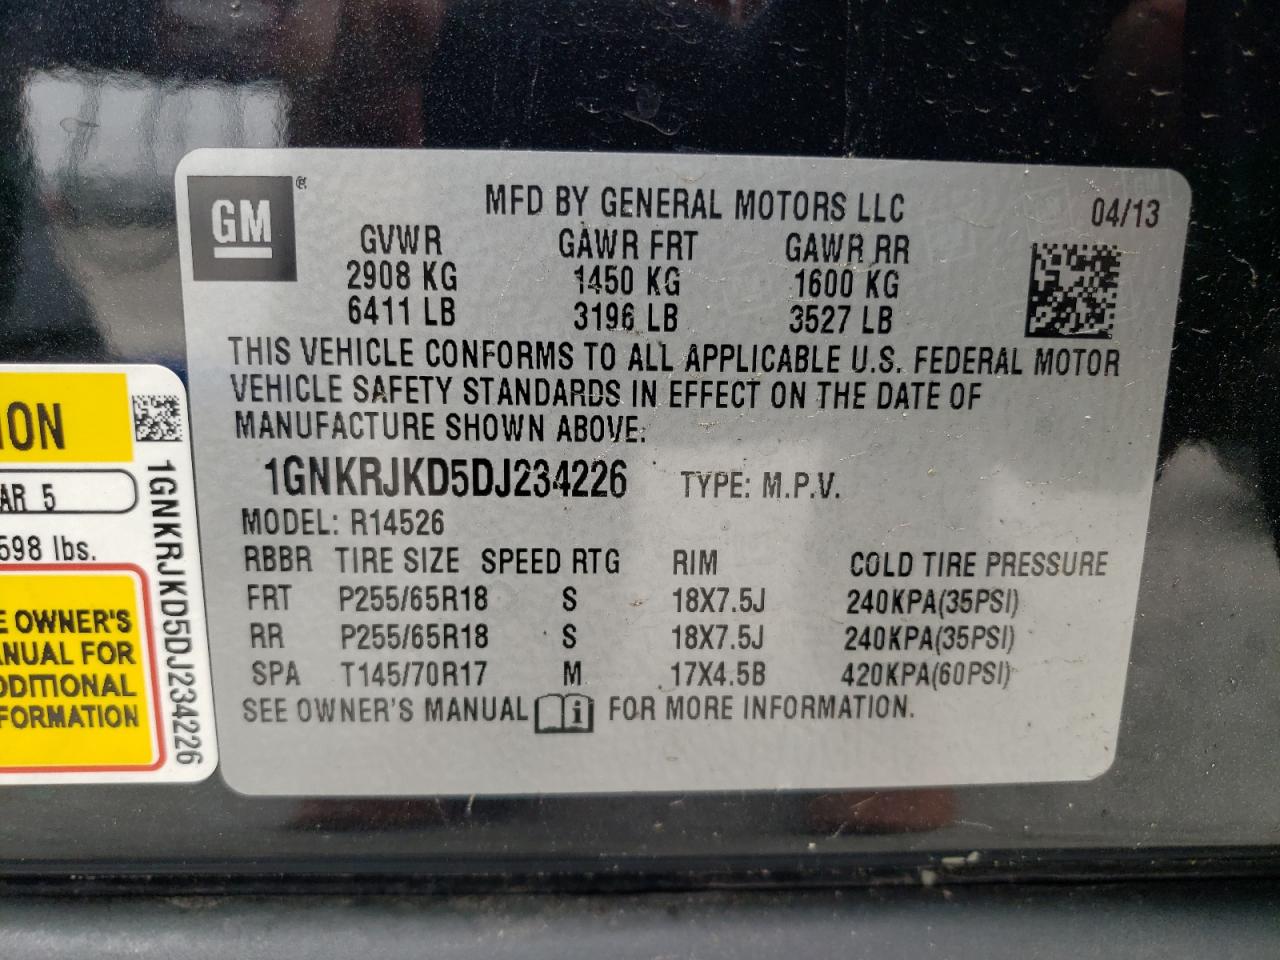 GM ®
MFD BY GENERAL MOTORS LLC 04/13
GVWR GAWR FRT GAWR RR
2908 KG 1450 KG 1600 KG
6411 LB 3196 LB 3527 LB
THIS VEHICLE CONFORMS TO ALL APPLICABLE U.S. FEDERAL MOTOR
VEHICLE SAFETY STANDARDS IN EFFECT ON THE DATE OF
MANUFACTURE SHOWN ABOVE:
1GNKRJKD5DJ234226 TYPE: M.P.V.
MODEL: R14526
RBBR TIRE SIZE SPEED RTG RIM COLD TIRE PRESSURE
FRT P255/65R18 S 18X7.5J 240KPA(35PSI)
RR P255/65R18 S 18X7.5J 240KPA(35PSI)
SPA T145/70R17 M 17X4.5B 420KPA(60PSI)
SEE OWNER'S MANUAL i FOR MORE INFORMATION.
ION
AR 5
598 lbs.
E OWNER'S
ANUAL FOR
DDITIONAL
FORMATION
1GNKRJKD5DJ234226